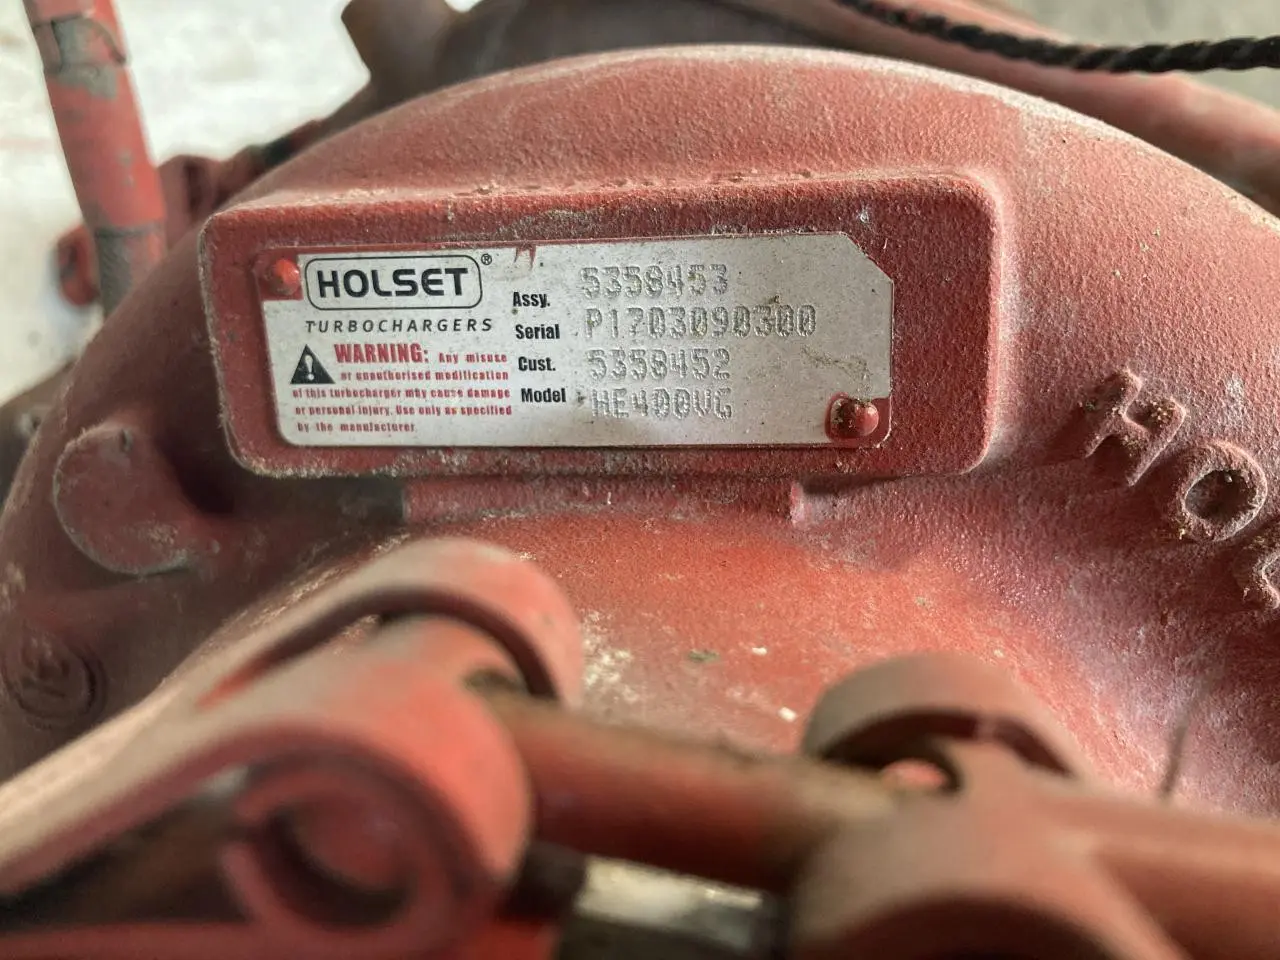 HOLSET®
TURBOCHARGERS
WARNING: Any misuse
or unauthorised modification
of this turbocharger may cause damage
or personal injury. Use only as specified
by the manufacturer.
Assy. 5358453
Serial P1703090300
Cust. 5358452
Model HE400VG
HO